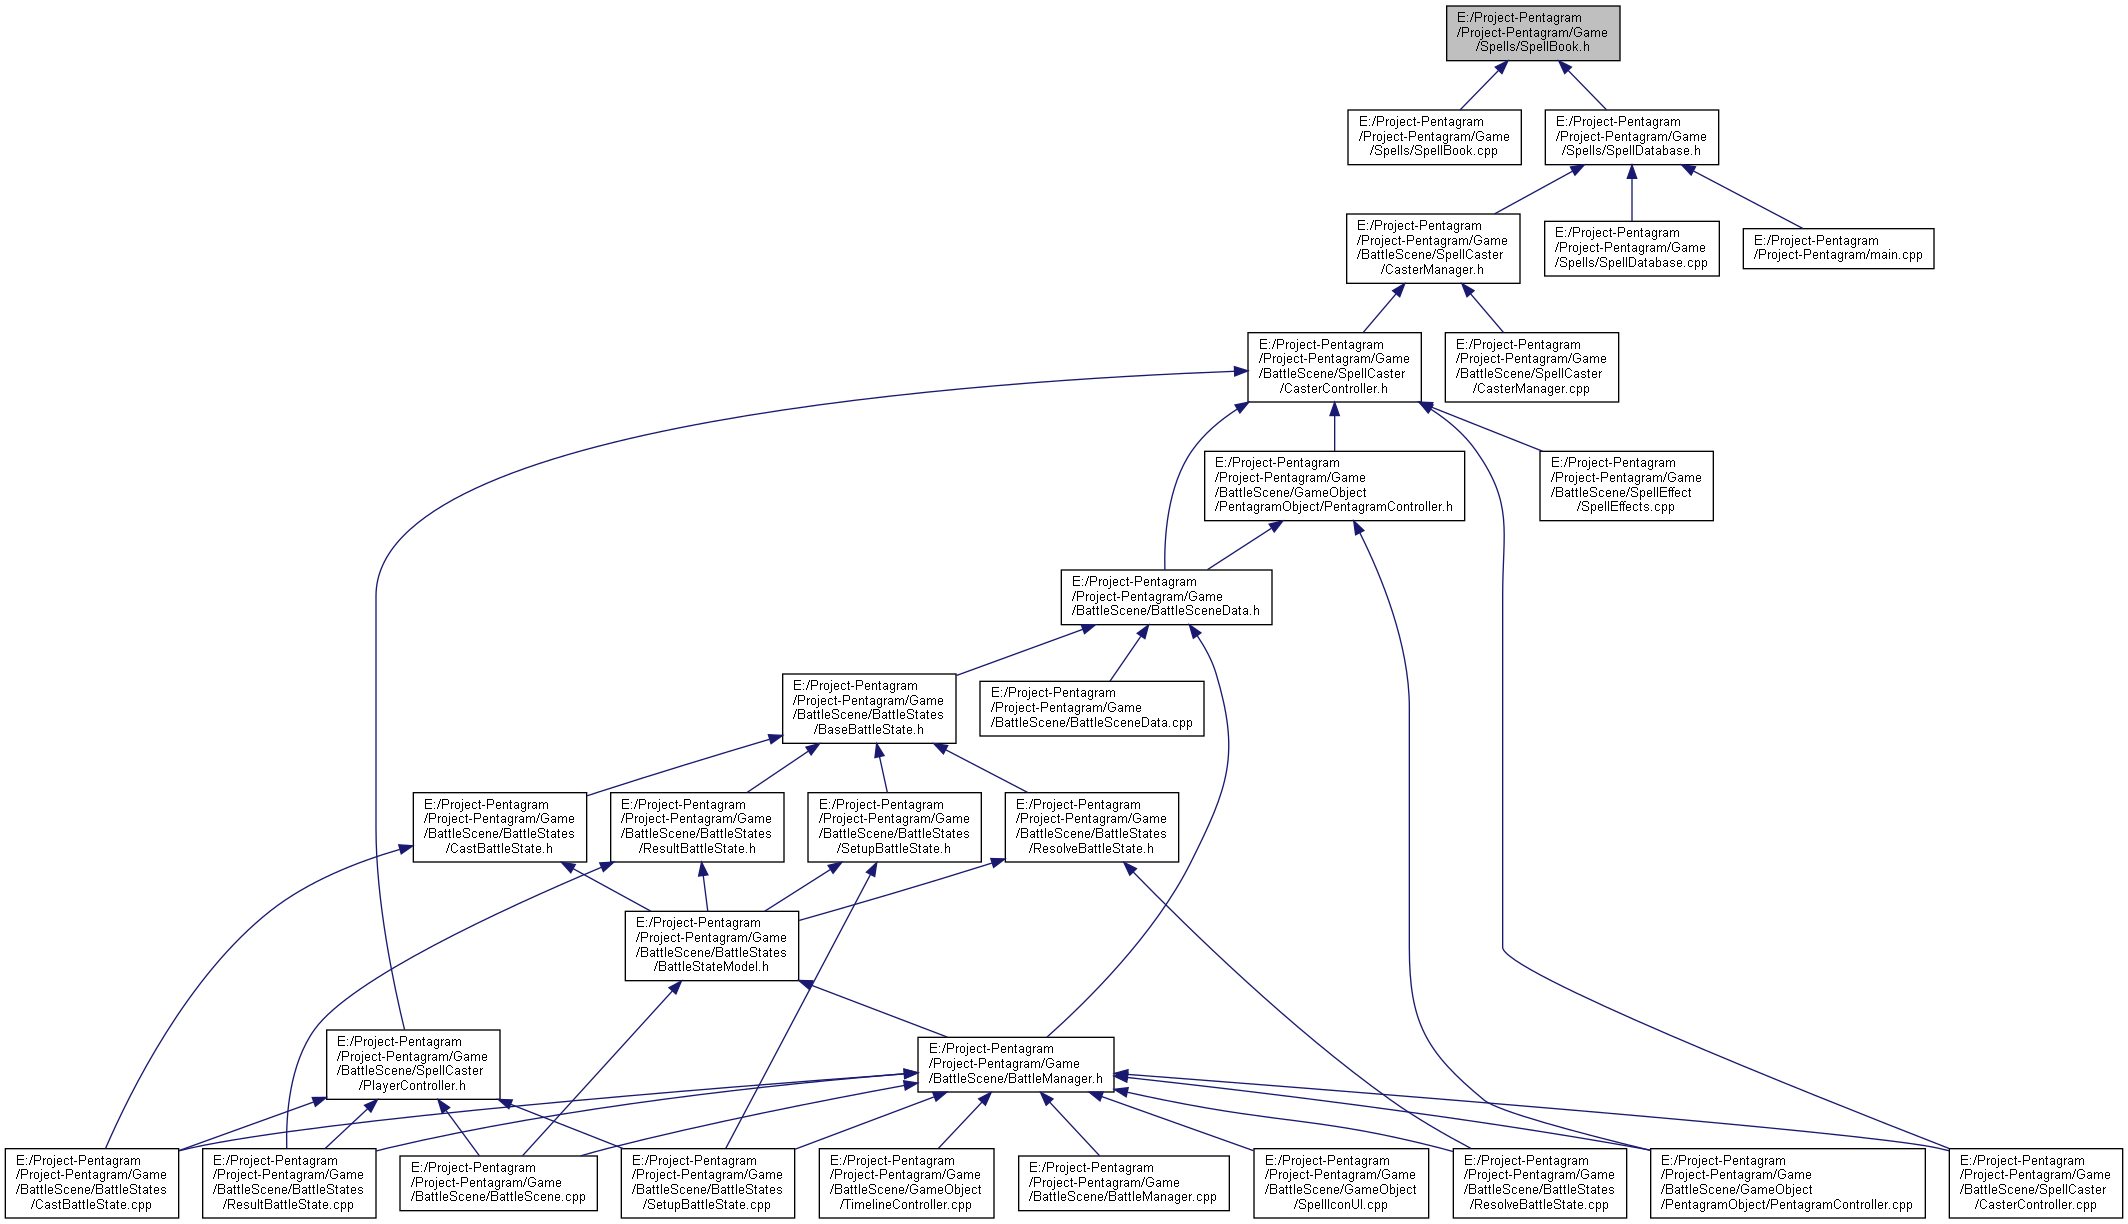 E:/Project-Pentagram
/Project-Pentagram/Game
/Spells/SpellBook.h
E:/Project-Pentagram
/Project-Pentagram/Game
/Spells/SpellBook.cpp
E:/Project-Pentagram
/Project-Pentagram/Game
/Spells/SpellDatabase.h
E:/Project-Pentagram
/Project-Pentagram/Game
/BattleScene/SpellCaster
/CasterManager.h
E:/Project-Pentagram
/Project-Pentagram/Game
/Spells/SpellDatabase.cpp
E:/Project-Pentagram
/Project-Pentagram/main.cpp
E:/Project-Pentagram
/Project-Pentagram/Game
/BattleScene/SpellCaster
/CasterController.h
E:/Project-Pentagram
/Project-Pentagram/Game
/BattleScene/SpellCaster
/CasterManager.cpp
E:/Project-Pentagram
/Project-Pentagram/Game
/BattleScene/GameObject
/PentagramObject/PentagramController.h
E:/Project-Pentagram
/Project-Pentagram/Game
/BattleScene/SpellEffect
/SpellEffects.cpp
E:/Project-Pentagram
/Project-Pentagram/Game
/BattleScene/BattleSceneData.h
E:/Project-Pentagram
/Project-Pentagram/Game
/BattleScene/BattleStates
/BaseBattleState.h
E:/Project-Pentagram
/Project-Pentagram/Game
/BattleScene/BattleSceneData.cpp
E:/Project-Pentagram
/Project-Pentagram/Game
/BattleScene/BattleStates
/CastBattleState.h
E:/Project-Pentagram
/Project-Pentagram/Game
/BattleScene/BattleStates
/ResultBattleState.h
E:/Project-Pentagram
/Project-Pentagram/Game
/BattleScene/BattleStates
/SetupBattleState.h
E:/Project-Pentagram
/Project-Pentagram/Game
/BattleScene/BattleStates
/ResolveBattleState.h
E:/Project-Pentagram
/Project-Pentagram/Game
/BattleScene/BattleStates
/BattleStateModel.h
E:/Project-Pentagram
/Project-Pentagram/Game
/BattleScene/SpellCaster
/PlayerController.h
E:/Project-Pentagram
/Project-Pentagram/Game
/BattleScene/BattleManager.h
E:/Project-Pentagram
/Project-Pentagram/Game
/BattleScene/BattleStates
/CastBattleState.cpp
E:/Project-Pentagram
/Project-Pentagram/Game
/BattleScene/BattleStates
/ResultBattleState.cpp
E:/Project-Pentagram
/Project-Pentagram/Game
/BattleScene/BattleScene.cpp
E:/Project-Pentagram
/Project-Pentagram/Game
/BattleScene/BattleStates
/SetupBattleState.cpp
E:/Project-Pentagram
/Project-Pentagram/Game
/BattleScene/GameObject
/TimelineController.cpp
E:/Project-Pentagram
/Project-Pentagram/Game
/BattleScene/BattleManager.cpp
E:/Project-Pentagram
/Project-Pentagram/Game
/BattleScene/GameObject
/SpellIconUI.cpp
E:/Project-Pentagram
/Project-Pentagram/Game
/BattleScene/BattleStates
/ResolveBattleState.cpp
E:/Project-Pentagram
/Project-Pentagram/Game
/BattleScene/GameObject
/PentagramObject/PentagramController.cpp
E:/Project-Pentagram
/Project-Pentagram/Game
/BattleScene/SpellCaster
/CasterController.cpp